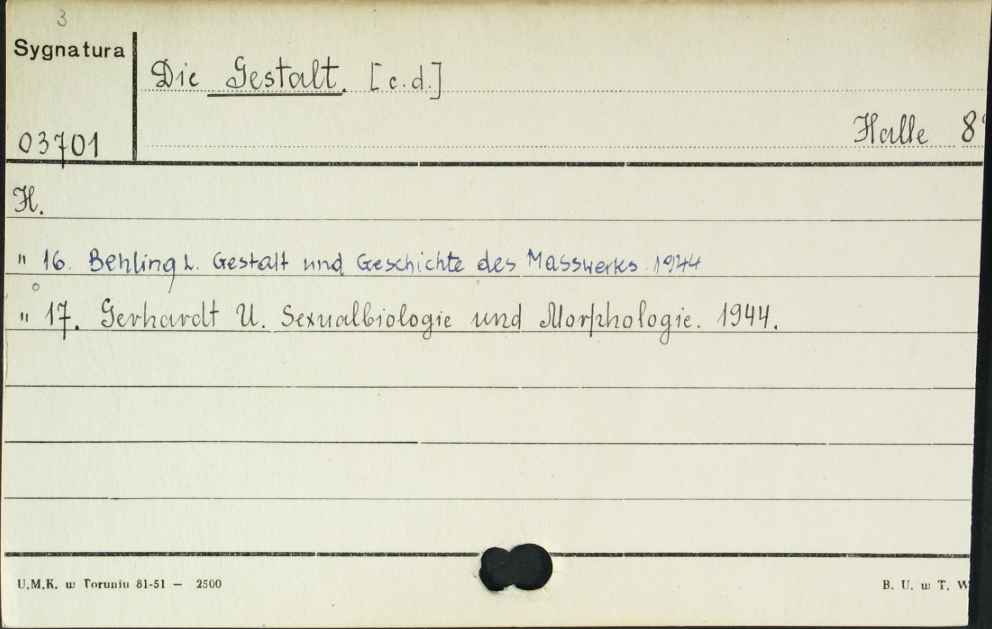 3
Sygnatura
Die Gestalt. [c.d.]
03701
Halle 8°
H.
" 16. Behling L. Gestalt und Geschichte des Masswerks 1944
" 17. Gerhardt U. Sexualbiologie und Morphologie. 1944.
U.M.K. w Toruniu 81-51 — 2500
B. U. w T. W